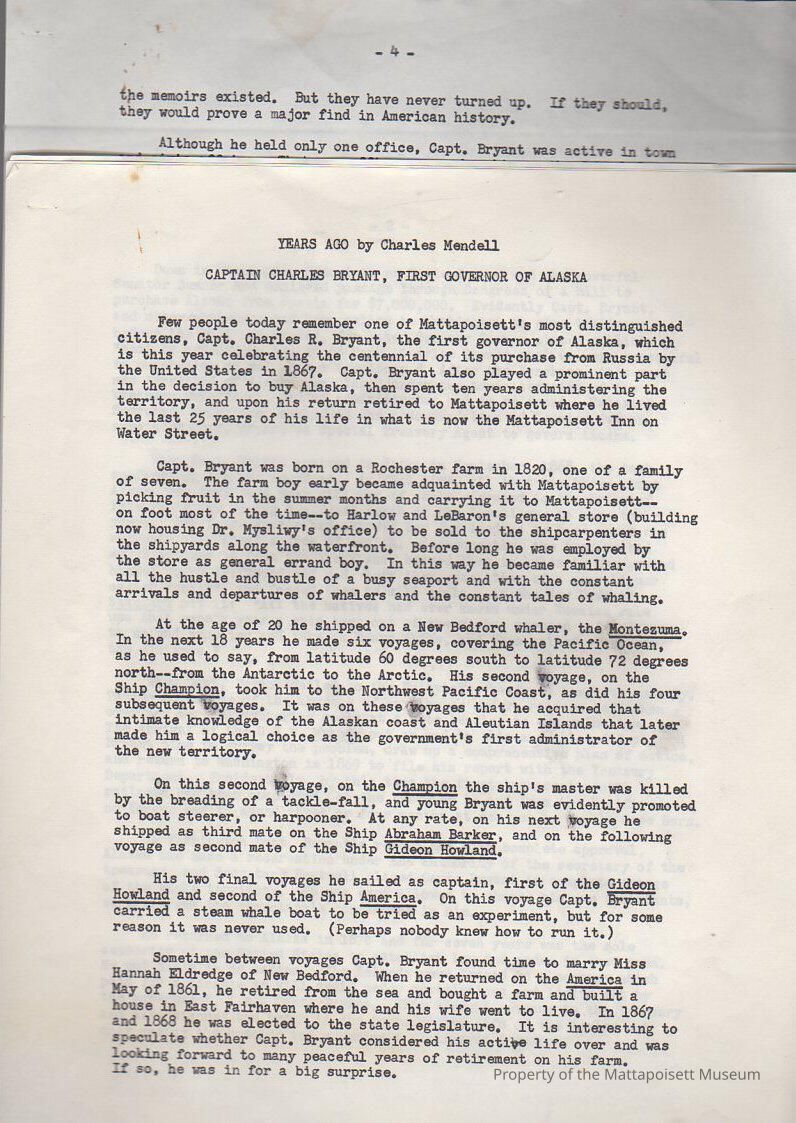 - 4 -
the memoirs existed. But they have never turned up. If they should,
they would prove a major find in American history.
Although he held only one office, Capt. Bryant was active in town
YEARS AGO by Charles Mendell
CAPTAIN CHARLES BRYANT, FIRST GOVERNOR OF ALASKA
Few people today remember one of Mattapoisett's most distinguished
citizens, Capt. Charles R. Bryant, the first governor of Alaska, which
is this year celebrating the centennial of its purchase from Russia by
the United States in 1867. Capt. Bryant also played a prominent part
in the decision to buy Alaska, then spent ten years administering the
territory, and upon his return retired to Mattapoisett where he lived
the last 25 years of his life in what is now the Mattapoisett Inn on
Water Street.
Capt. Bryant was born on a Rochester farm in 1820, one of a family
of seven. The farm boy early became adquainted with Mattapoisett by
picking fruit in the summer months and carrying it to Mattapoisett--
on foot most of the time--to Harlow and LeBaron's general store (building
now housing Dr. Mysliwy's office) to be sold to the shipcarpenters in
the shipyards along the waterfront. Before long he was employed by
the store as general errand boy. In this way he became familiar with
all the hustle and bustle of a busy seaport and with the constant
arrivals and departures of whalers and the constant tales of whaling.
At the age of 20 he shipped on a New Bedford whaler, the Montezuma.
In the next 18 years he made six voyages, covering the Pacific Ocean,
as he used to say, from latitude 60 degrees south to latitude 72 degrees
north--from the Antarctic to the Arctic. His second voyage, on the
Ship Champion, took him to the Northwest Pacific Coast, as did his four
subsequent voyages. It was on these voyages that he acquired that
intimate knowledge of the Alaskan coast and Aleutian Islands that later
made him a logical choice as the government's first administrator of
the new territory.
On this second voyage, on the Champion the ship's master was killed
by the breading of a tackle-fall, and young Bryant was evidently promoted
to boat steerer, or harpooner. At any rate, on his next voyage he
shipped as third mate on the Ship Abraham Barker, and on the following
voyage as second mate of the Ship Gideon Howland.
His two final voyages he sailed as captain, first of the Gideon
Howland and second of the Ship America. On this voyage Capt. Bryant
carried a steam whale boat to be tried as an experiment, but for some
reason it was never used. (Perhaps nobody knew how to run it.)
Sometime between voyages Capt. Bryant found time to marry Miss
Hannah Eldredge of New Bedford. When he returned on the America in
May of 1861, he retired from the sea and bought a farm and built a
house in East Fairhaven where he and his wife went to live. In 1867
and 1868 he was elected to the state legislature. It is interesting to
speculate whether Capt. Bryant considered his active life over and was
looking forward to many peaceful years of retirement on his farm.
If so, he was in for a big surprise.
Property of the Mattapoisett Museum